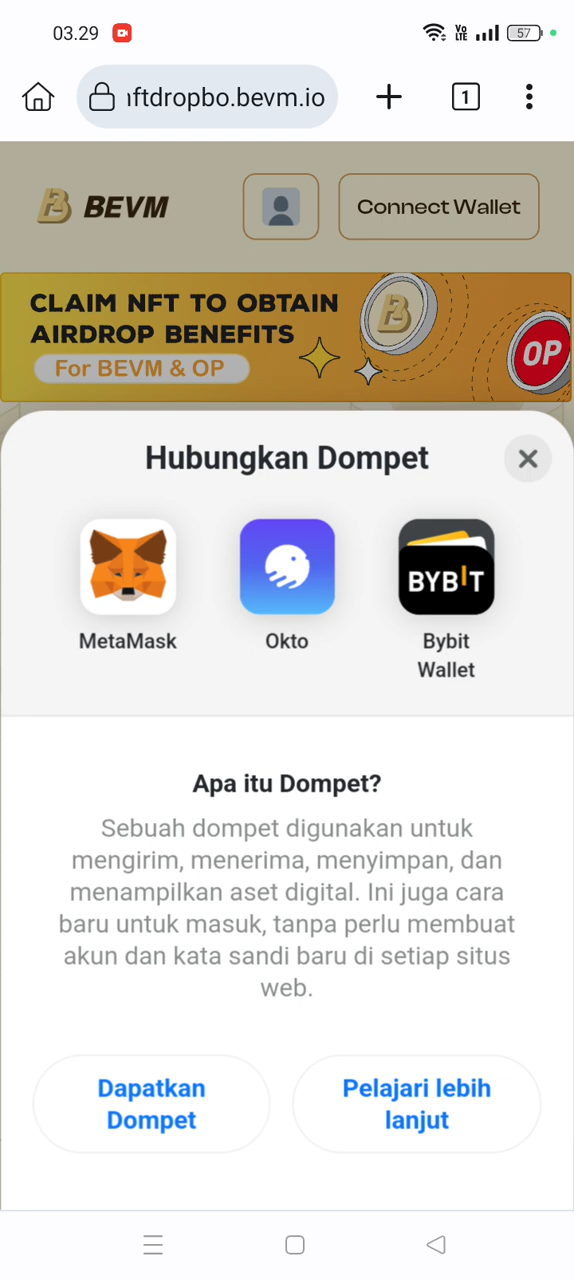 03.29
Vo
LTE
57
nftdropbo.bevm.io
1
BEVM
Connect Wallet
CLAIM NFT TO OBTAIN
AIRDROP BENEFITS
For BEVM & OP
OP
Hubungkan Dompet
BYBIT
MetaMask
Okto
Bybit
Wallet
Apa itu Dompet?
Sebuah dompet digunakan untuk
mengirim, menerima, menyimpan, dan
menampilkan aset digital. Ini juga cara
baru untuk masuk, tanpa perlu membuat
akun dan kata sandi baru di setiap situs
web.
Dapatkan
Dompet
Pelajari lebih
lanjut